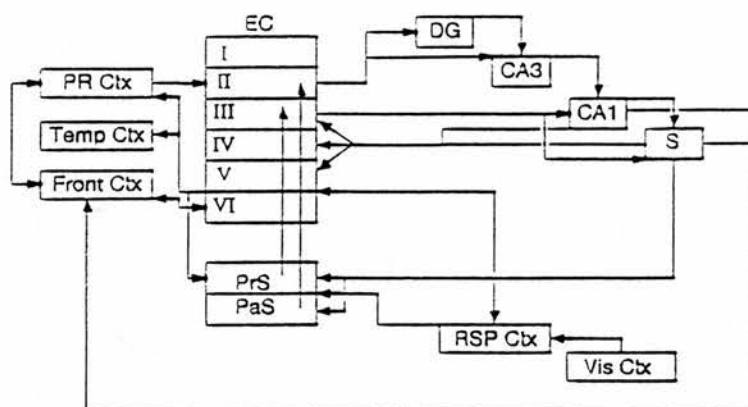 EC
DG
I
PR Ctx
II
CA3
III
CA1
Temp Ctx
IV
S
V
Front Ctx
VI
PrS
PaS
RSP Ctx
Vis Ctx